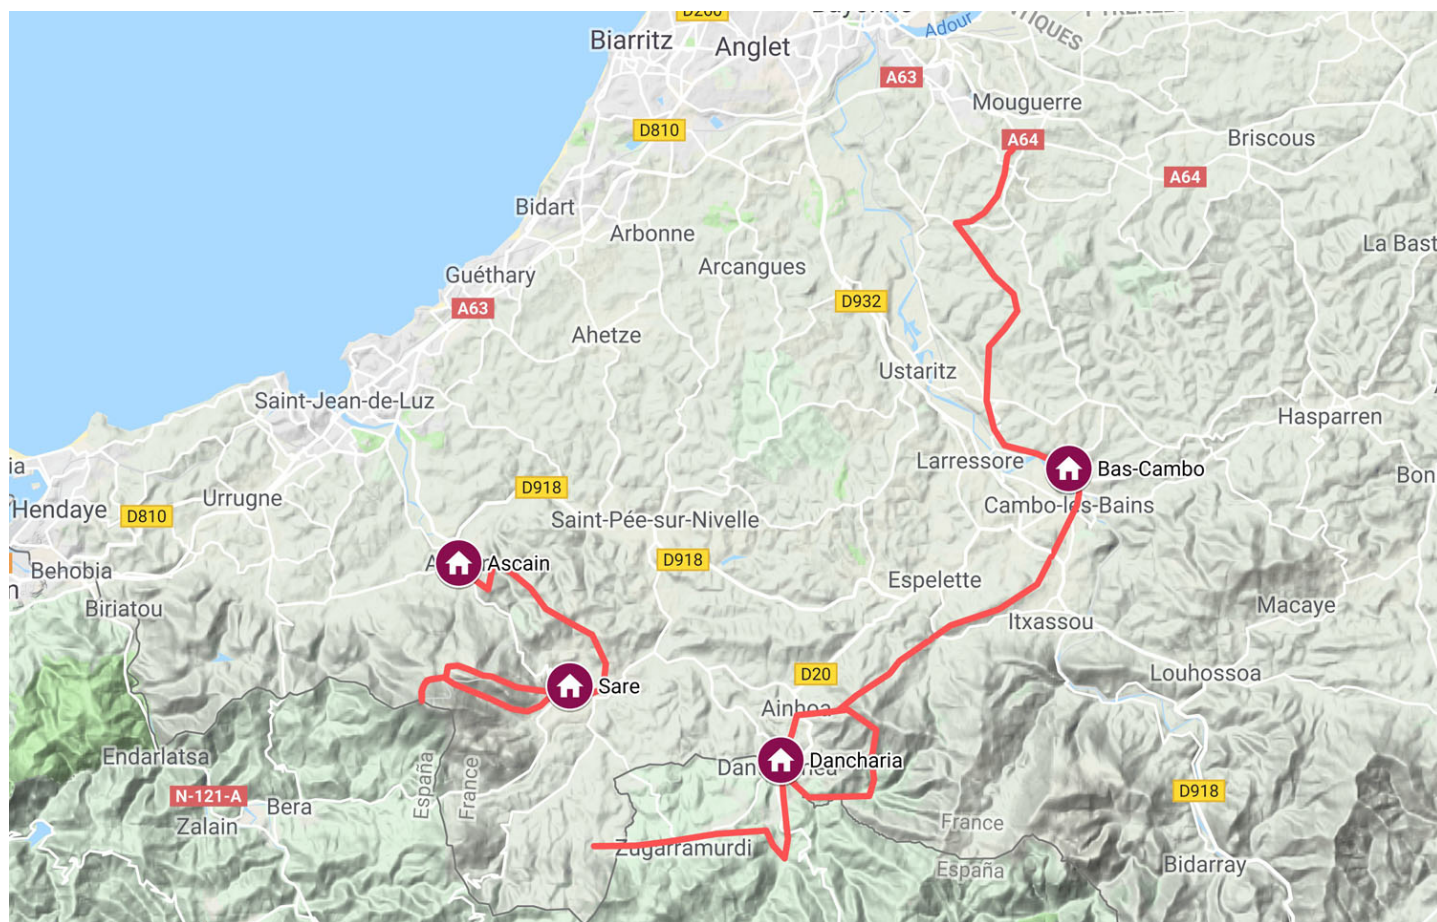 D260
Biarritz
Anglet
Adour
A63
D810
Mouguerre
A64
Briscous
A64
Bidart
Arbonne
La Bast
Arcangues
Guéthary
A63
D932
Ahetze
Ustaritz
Saint-Jean-de-Luz
Hasparren
Larressore
Bas-Cambo
ia
Bon
Urrugne
D918
Hendaye
D810
Saint-Pée-sur-Nivelle
Cambo-les-Bains
Ascain
D918
Behobia
Espelette
Biriatou
Macaye
Itxassou
Louhossoa
D20
Sare
Ainhoa
Endarlatsa
Dancharia
España
France
N-121-A
Bera
D918
Zalain
France
Zugarramurdi
España
Bidarray